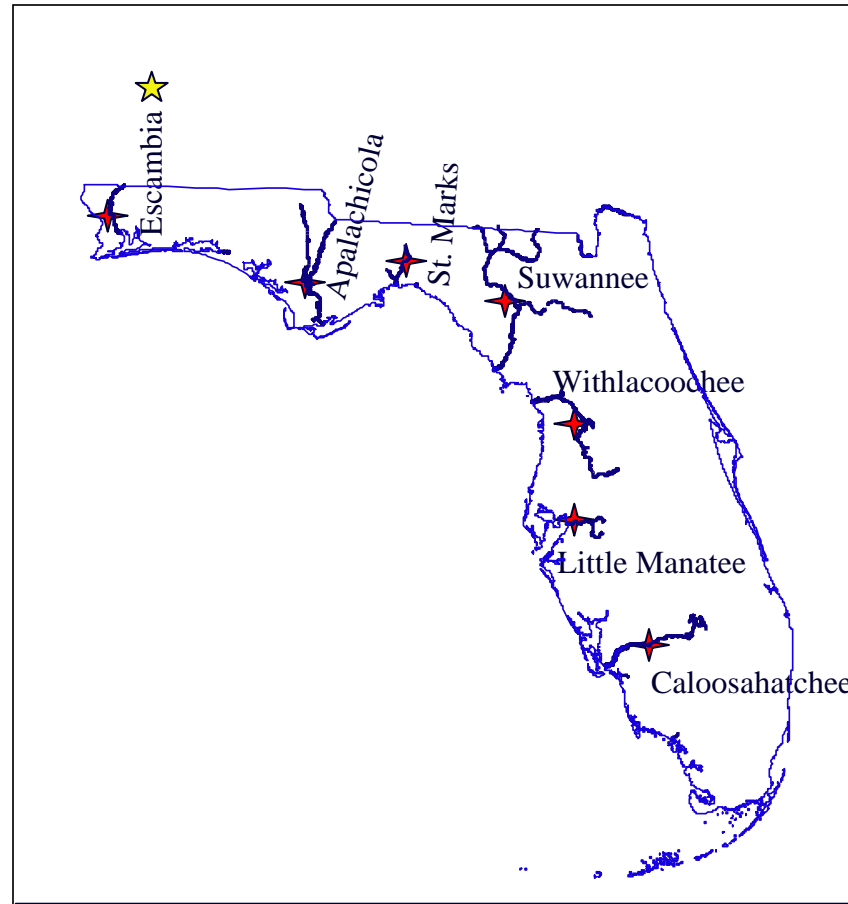 Escambia
Apalachicola
St. Marks
Suwannee
Withlacoochee
Little Manatee
Caloosahatchee